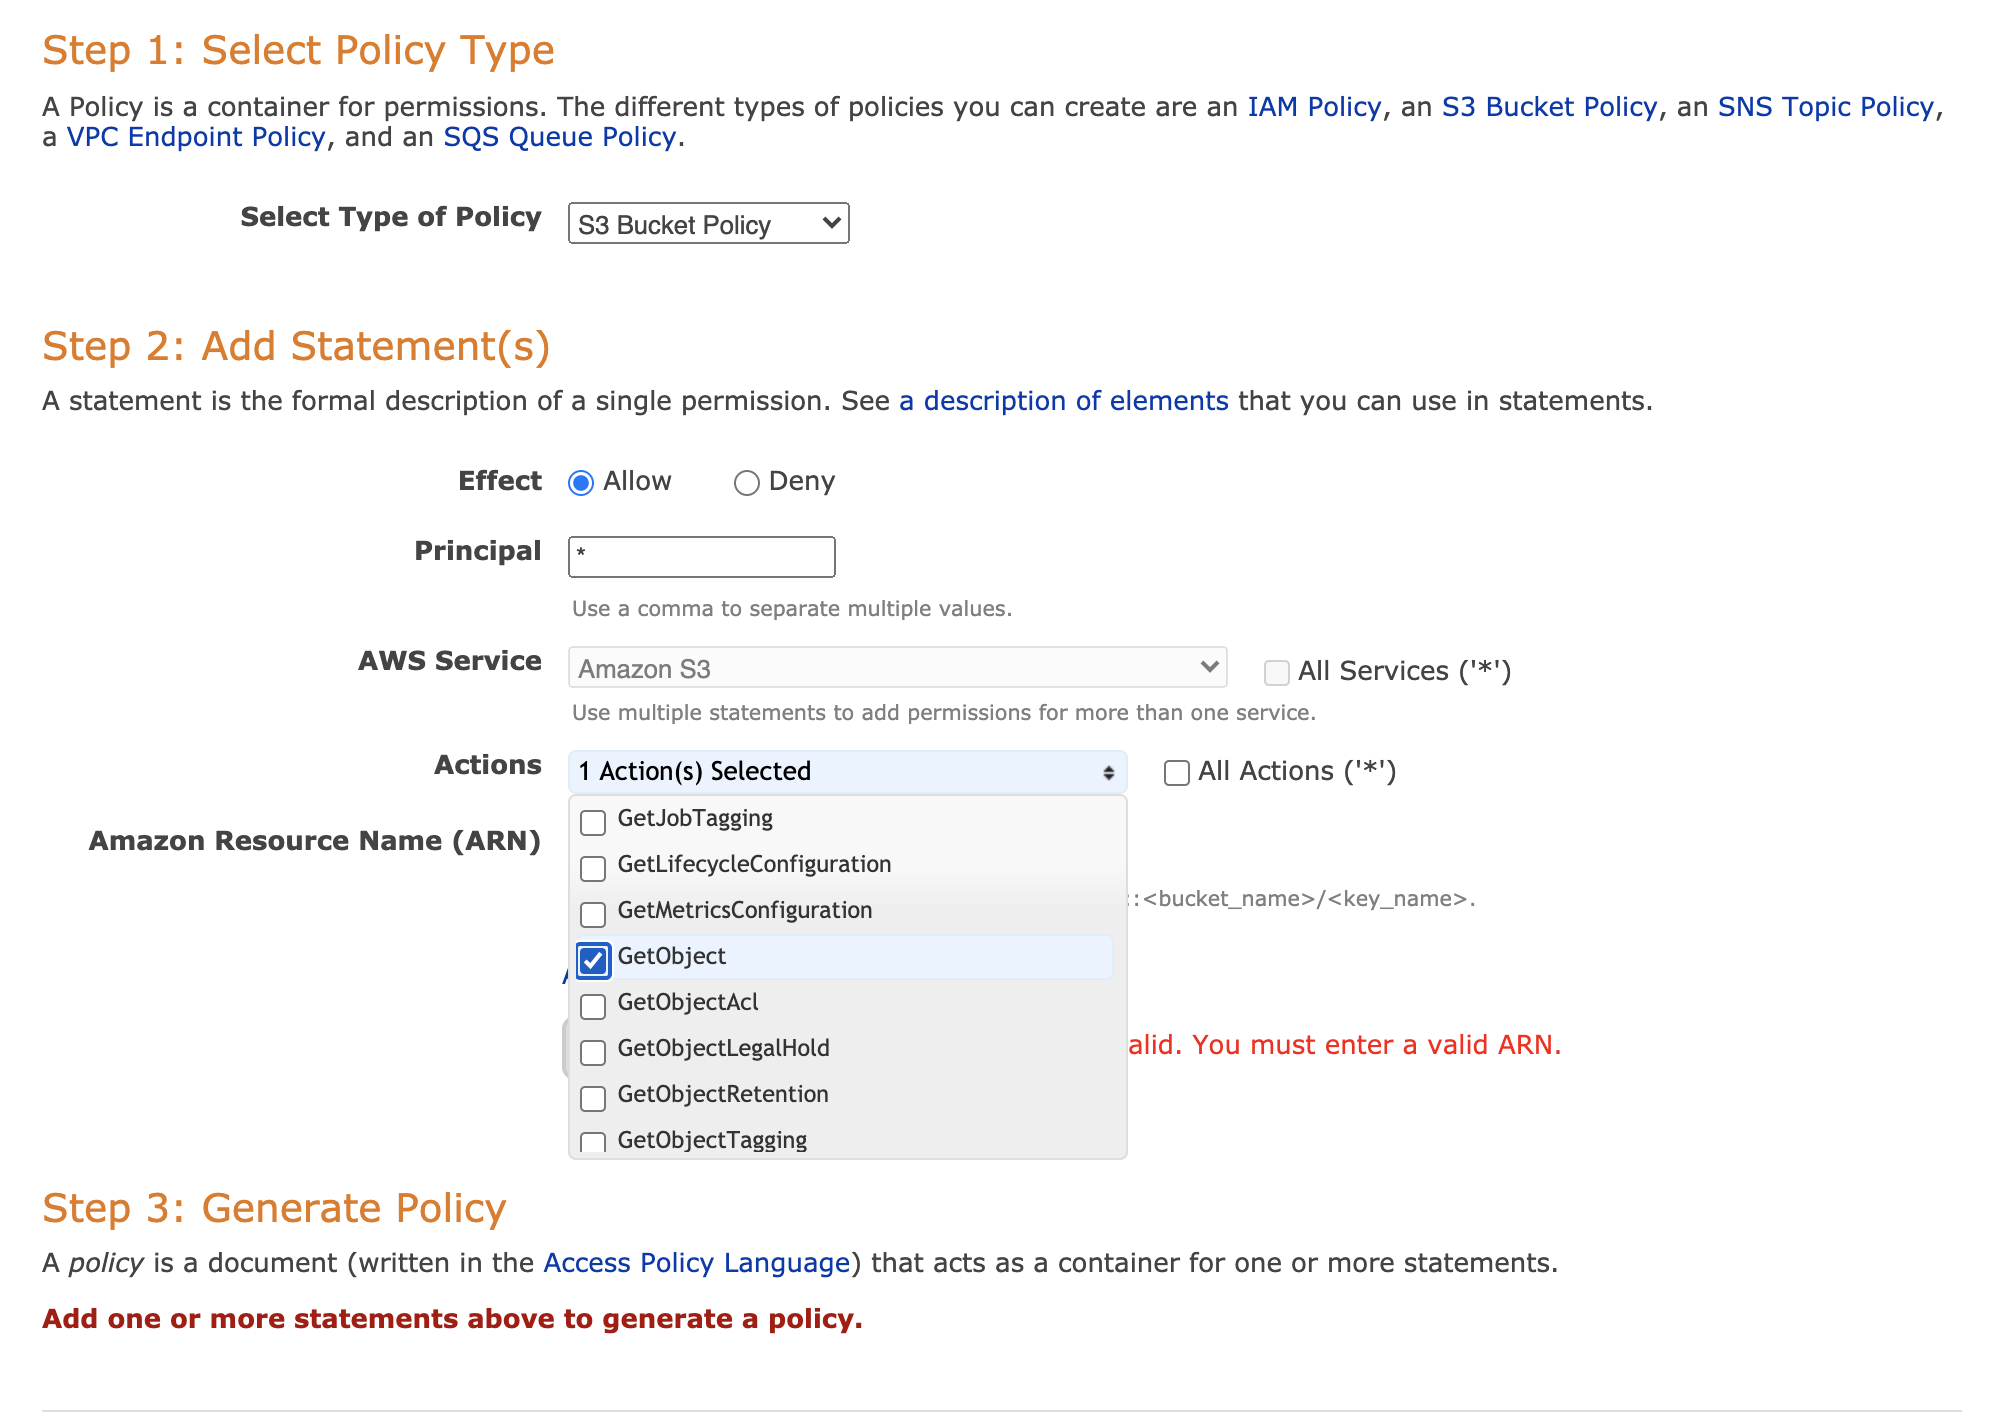 Step 1: Select Policy Type
A Policy is a container for permissions. The different types of policies you can create are an IAM Policy, an S3 Bucket Policy, an SNS Topic Policy,
a VPC Endpoint Policy, and an SQS Queue Policy.
Select Type of Policy S3 Bucket Policy
Step 2: Add Statement(s)
A statement is the formal description of a single permission. See a description of elements that you can use in statements.
Effect Allow Deny
Principal *
Use a comma to separate multiple values.
AWS Service Amazon S3 All Services ('*')
Use multiple statements to add permissions for more than one service.
Actions 1 Action(s) Selected All Actions ('*')
GetJobTagging
Amazon Resource Name (ARN)
GetLifecycleConfiguration
::<bucket_name>/<key_name>.
GetMetricsConfiguration
GetObject
GetObjectAcl
GetObjectLegalHold
alid. You must enter a valid ARN.
GetObjectRetention
GetObjectTagging
Step 3: Generate Policy
A policy is a document (written in the Access Policy Language) that acts as a container for one or more statements.
Add one or more statements above to generate a policy.